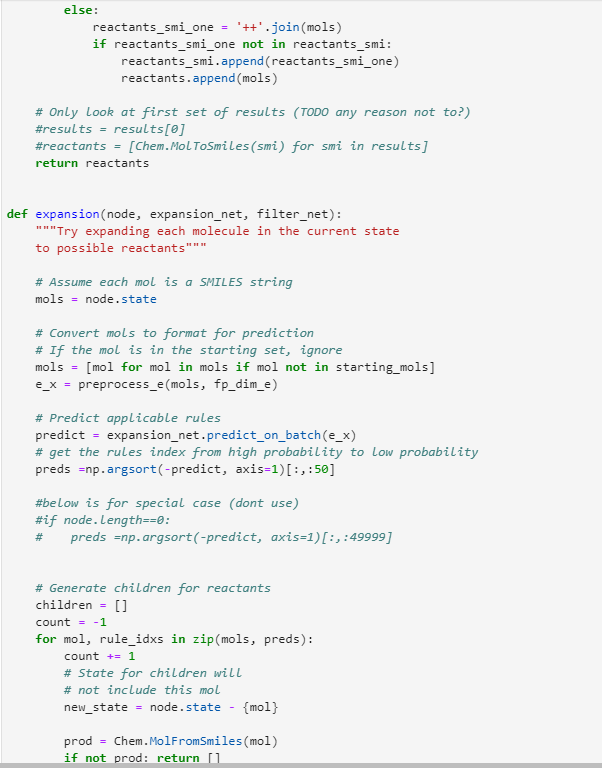 else:
reactants_smi_one = '++'.join(mols)
if reactants_smi_one not in reactants_smi:
reactants_smi.append(reactants_smi_one)
reactants.append(mols)
# Only look at first set of results (TODO any reason not to?)
#results = results[0]
#reactants = [Chem.MolToSmiles(smi) for smi in results]
return reactants
def expansion(node, expansion_net, filter_net):
"""Try expanding each molecule in the current state
to possible reactants"""
# Assume each mol is a SMILES string
mols = node.state
# Convert mols to format for prediction
# If the mol is in the starting set, ignore
mols = [mol for mol in mols if mol not in starting_mols]
e_x = preprocess_e(mols, fp_dim_e)
# Predict applicable rules
predict = expansion_net.predict_on_batch(e_x)
# get the rules index from high probability to low probability
preds =np.argsort(-predict, axis=1)[:,:50]
#below is for special case (dont use)
#if node.length==0:
#    preds =np.argsort(-predict, axis=1)[:,:49999]
# Generate children for reactants
children = []
count = -1
for mol, rule_idxs in zip(mols, preds):
count += 1
# State for children will
# not include this mol
new_state = node.state - {mol}
prod = Chem.MolFromSmiles(mol)
if not prod: return []